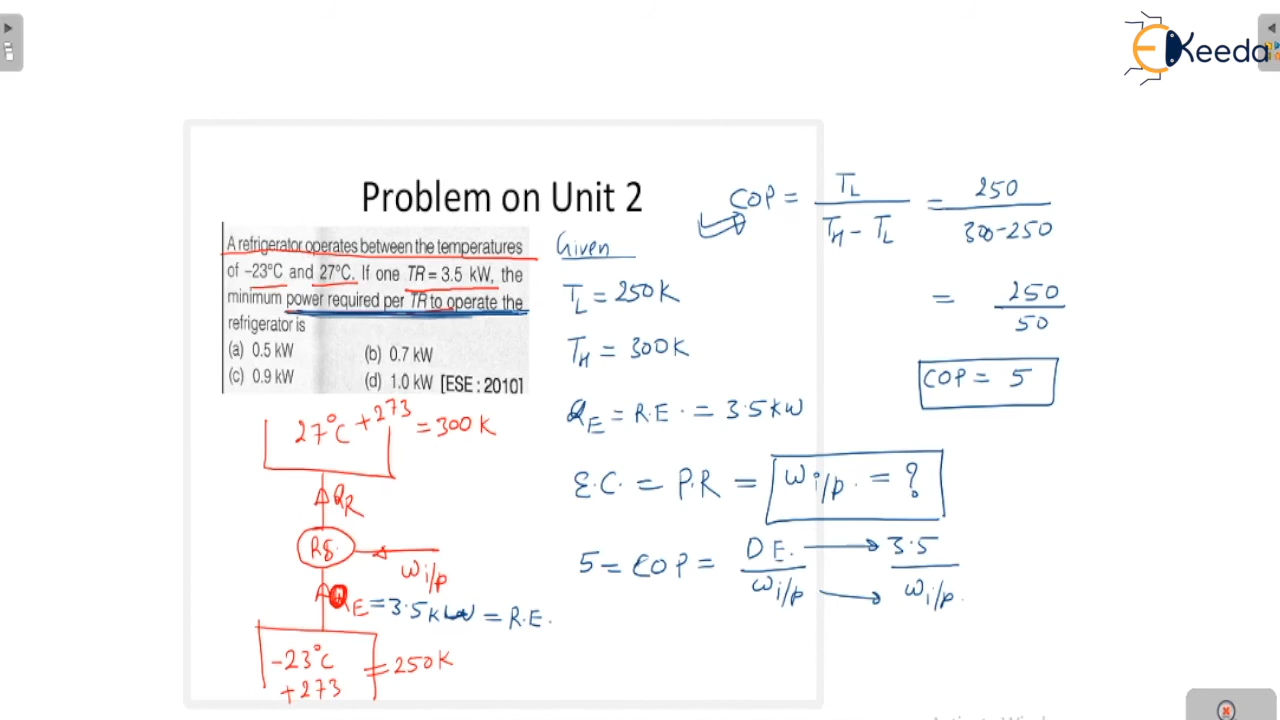 EKeeda
Problem on Unit 2
A refrigerator operates between the temperatures
of -23°C and 27°C. If one TR = 3.5 kW, the
minimum power required per TR to operate the
refrigerator is
(a) 0.5 kW (b) 0.7 kW
(c) 0.9 kW (d) 1.0 kW [ESE : 2010]
27°C +273 = 300 K
QR
Rg.
Wi/p
QE = 3.5 kW = R.E.
-23°C = 250K
+273
Given
TL = 250 K
TH = 300 K
QE = R.E. = 3.5 kW
E.C. = P.R = Wi/p. = ?
5 = COP = D.E. / Wi/p → 3.5 / Wi/p.
COP = TL / TH - TL = 250 / 300-250
= 250 / 50
COP = 5